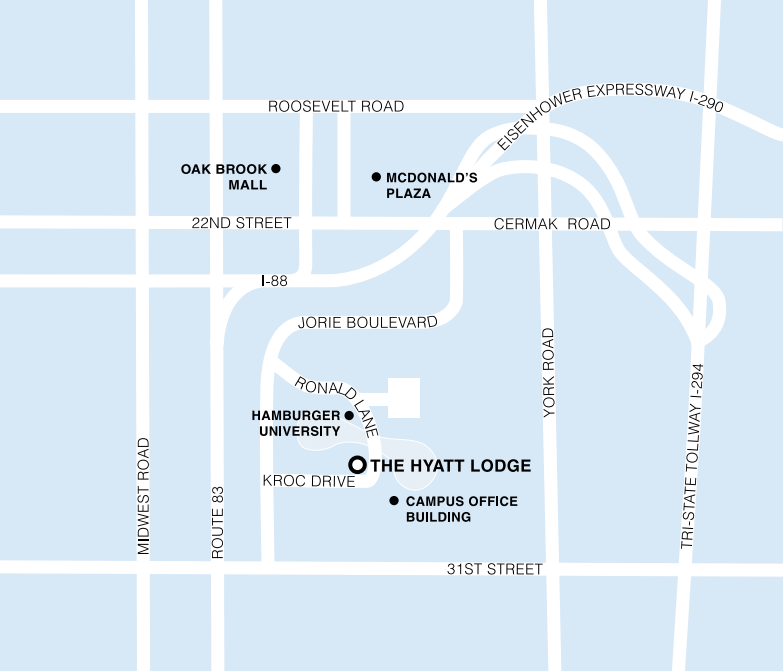 EISENHOWER EXPRESSWAY I-290
ROOSEVELT ROAD
OAK BROOK
MALL
MCDONALD'S
PLAZA
22ND STREET
CERMAK ROAD
I-88
JORIE BOULEVARD
YORK ROAD
TRI-STATE TOLLWAY I-294
RONALD LANE
HAMBURGER
UNIVERSITY
MIDWEST ROAD
ROUTE 83
THE HYATT LODGE
KROC DRIVE
CAMPUS OFFICE
BUILDING
31ST STREET